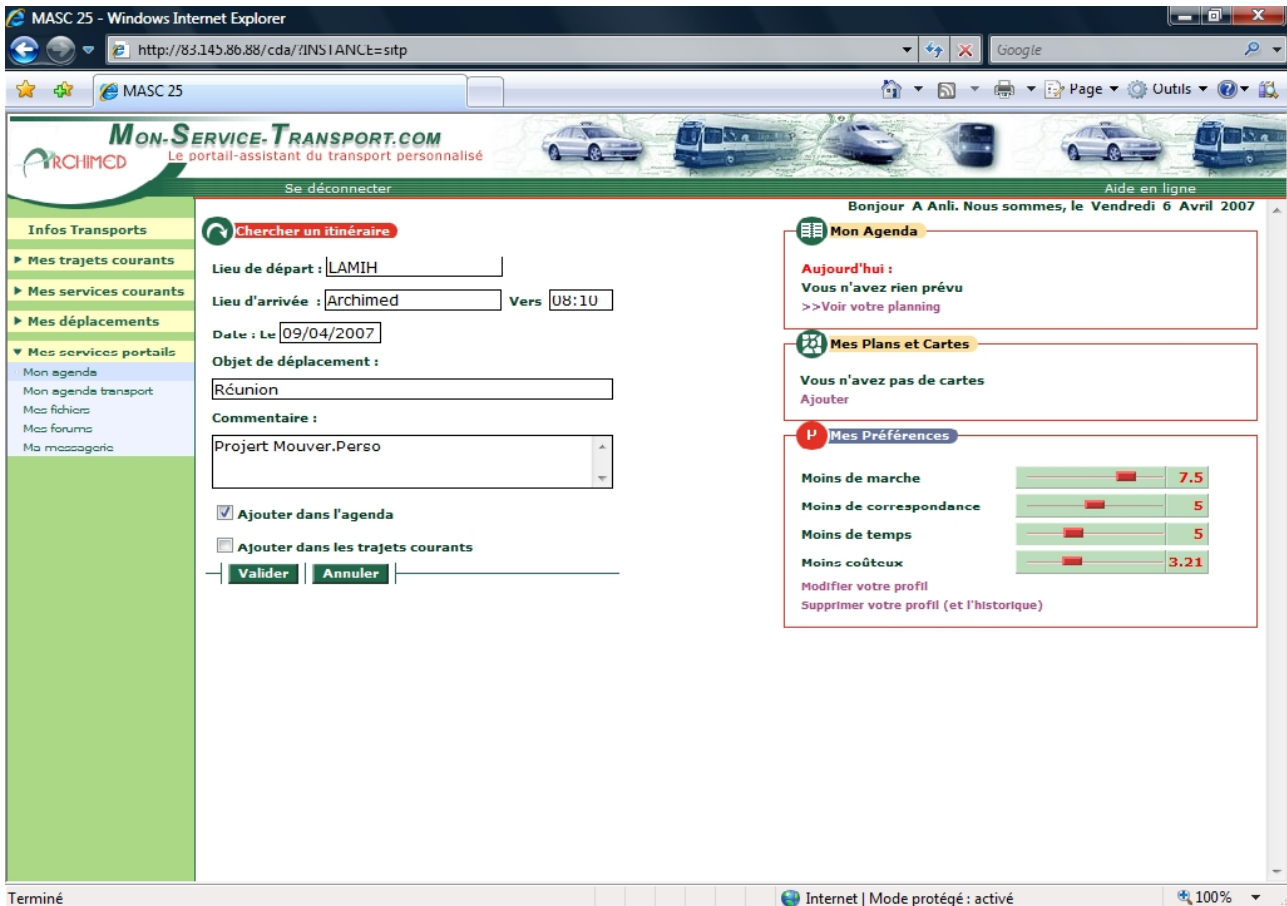 MASC 25 - Windows Internet Explorer
http://83.145.86.88/cda/?INSTANCE=sitp
Google
MASC 25
Page
Outils
MON-SERVICE-TRANSPORT.COM
Le portail-assistant du transport personnalisé
ARCHIMED
Se déconnecter
Aide en ligne
Bonjour A Anli. Nous sommes, le Vendredi 6 Avril 2007
Infos Transports
Mes trajets courants
Mes services courants
Mes déplacements
Mes services portails
Mon agenda
Mon agenda transport
Mes fichiers
Mes forums
Ma messagerie
Chercher un itinéraire
Lieu de départ : LAMIH
Lieu d'arrivée : Archimed Vers 08:10
Date : Le 09/04/2007
Objet de déplacement :
Réunion
Commentaire :
Projert Mouver.Perso
Ajouter dans l'agenda
Ajouter dans les trajets courants
Valider Annuler
Mon Agenda
Aujourd'hui :
Vous n'avez rien prévu
>>Voir votre planning
Mes Plans et Cartes
Vous n'avez pas de cartes
Ajouter
Mes Préférences
Moins de marche 7.5
Moins de correspondance 5
Moins de temps 5
Moins coûteux 3.21
Modifier votre profil
Supprimer votre profil (et l'historique)
Terminé
Internet | Mode protégé : activé
100%